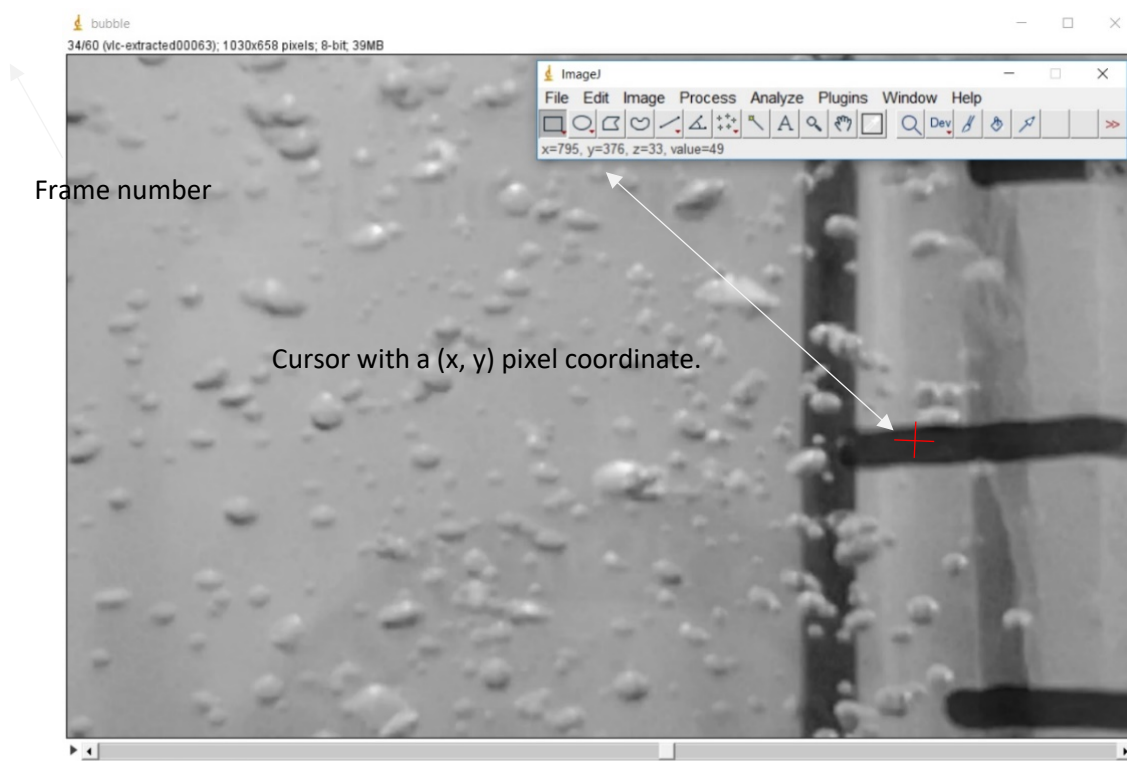 bubble
34/60 (vlc-extracted00063); 1030x658 pixels; 8-bit; 39MB
ImageJ
File Edit Image Process Analyze Plugins Window Help
A Dev >>
x=795, y=376, z=33, value=49
Frame number
Cursor with a (x, y) pixel coordinate.